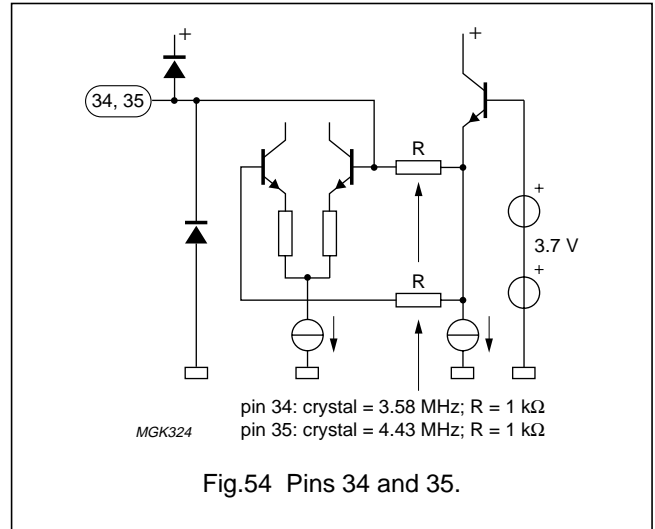 +
+
34, 35
R
+
3.7 V
R
+
pin 34: crystal = 3.58 MHz; R = 1 kΩ
MGK324
pin 35: crystal = 4.43 MHz; R = 1 kΩ
Fig.54 Pins 34 and 35.